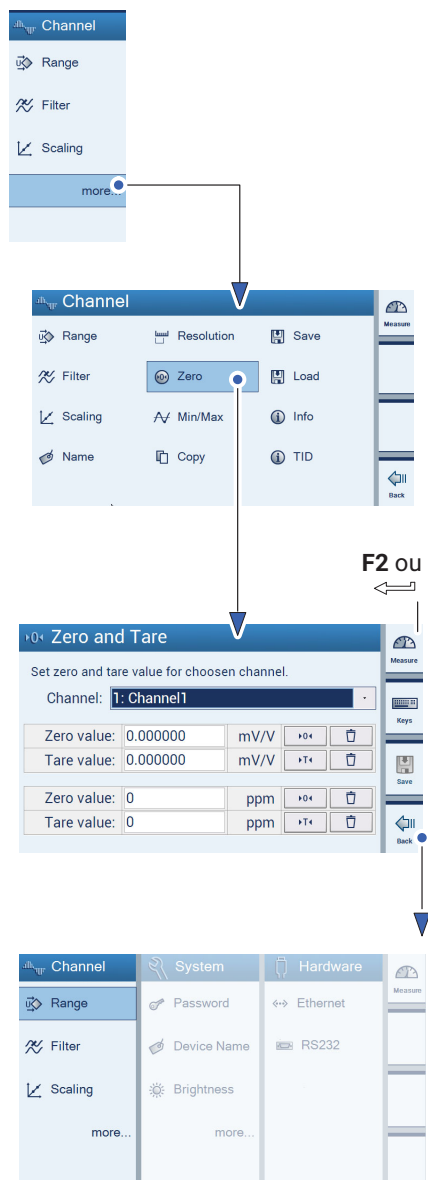 Channel
Range
Filter
Scaling
more...
Channel
Measure
Range Resolution Save
Filter Zero Load
Scaling Min/Max Info
Name Copy TID
Back
F2 ou
Zero and Tare
Measure
Set zero and tare value for choosen channel.
Channel: 1: Channel1
Keys
Zero value: 0.000000 mV/V ▸0◂
Tare value: 0.000000 mV/V ▸T◂
Save
Zero value: 0 ppm ▸0◂
Tare value: 0 ppm ▸T◂
Back
Channel System Hardware
Measure
Range Password Ethernet
Filter Device Name RS232
Scaling Brightness
more... more...